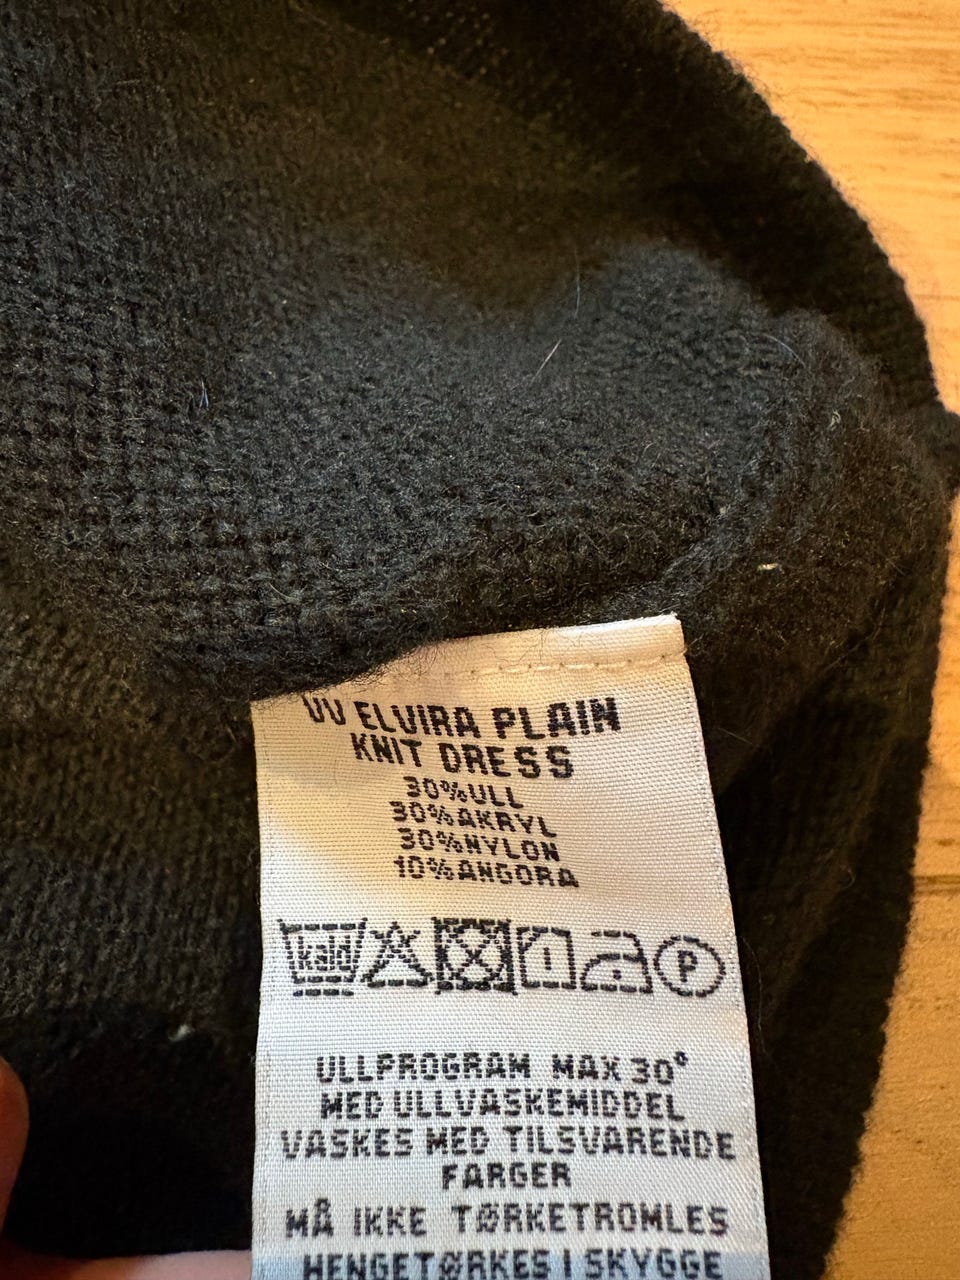 VV ELVIRA PLAIN
KNIT DRESS
30%ULL
30%AKRYL
30%NYLON
10%ANGORA
kald P
ULLPROGRAM MAX 30°
MED ULLVASKEMIDDEL
VASKES MED TILSVARENDE
FARGER
MÅ IKKE TØRKETROMLES
HENGETØRKES I SKYGGE